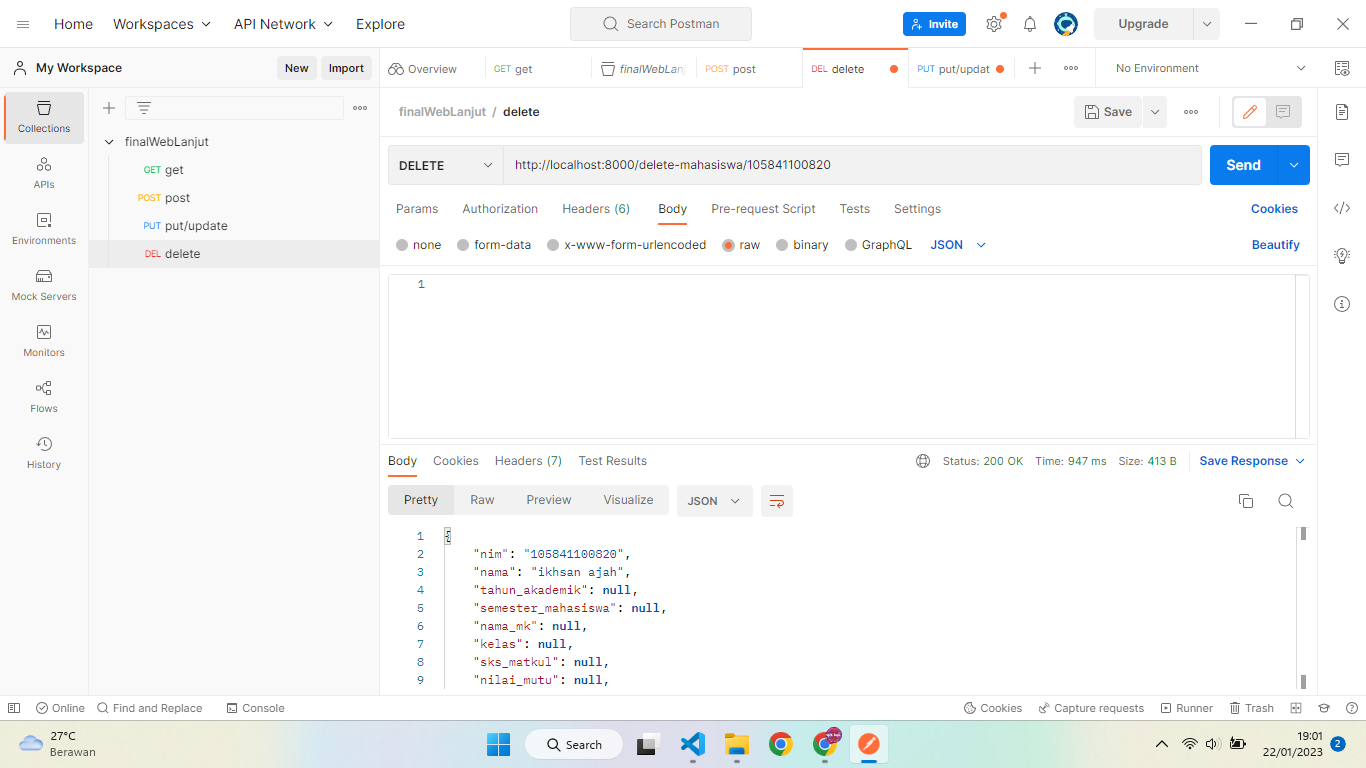 Home Workspaces API Network Explore Search Postman Invite Upgrade
My Workspace New Import Overview GET get finalWebLanj POST post DEL delete PUT put/updat No Environment
finalWebLanjut / delete Save
Collections
APIs
Environments
Mock Servers
Monitors
Flows
History
finalWebLanjut
GET get
POST post
PUT put/update
DEL delete
DELETE http://localhost:8000/delete-mahasiswa/105841100820 Send
Params Authorization Headers (6) Body Pre-request Script Tests Settings Cookies
none form-data x-www-form-urlencoded raw binary GraphQL JSON Beautify
1
Body Cookies Headers (7) Test Results Status: 200 OK Time: 947 ms Size: 413 B Save Response
Pretty Raw Preview Visualize JSON
1 {
2 "nim": "105841100820",
3 "nama": "ikhsan ajah",
4 "tahun_akademik": null,
5 "semester_mahasiswa": null,
6 "nama_mk": null,
7 "kelas": null,
8 "sks_matkul": null,
9 "nilai_mutu": null,
Online Find and Replace Console Cookies Capture requests Runner Trash
27°C
Berawan
Search
19:01
22/01/2023
2